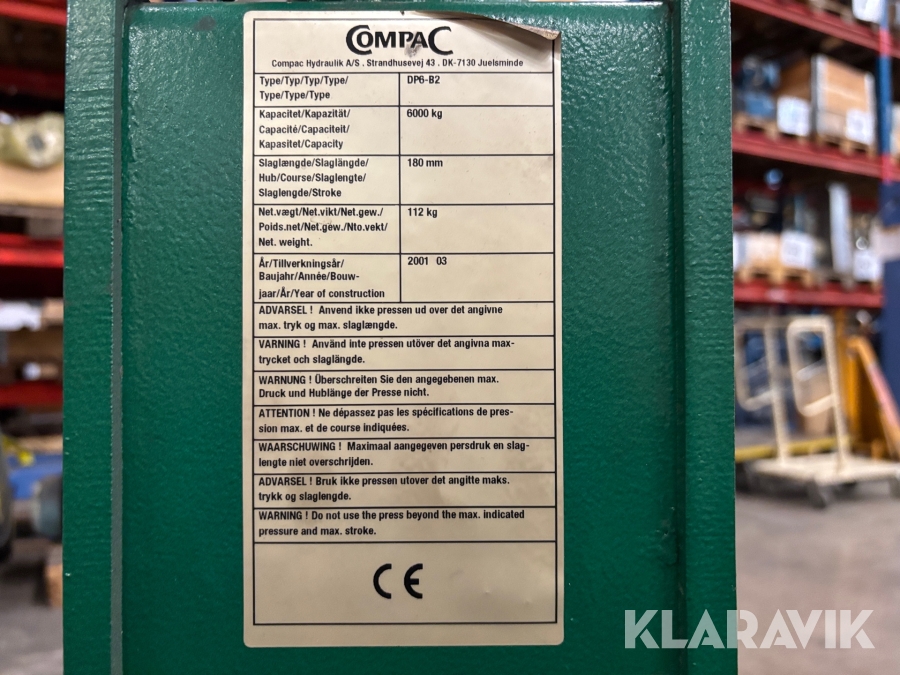 COMPAC
Compac Hydraulik A/S . Strandhusevej 43 . DK-7130 Juelsminde
Type/Typ/Typ/Type/
Type/Type/Type
DP6-B2
Kapacitet/Kapazität/
Capacité/Capaciteit/
Kapasitet/Capacity
6000 kg
Slaglængde/Slaglängde/
Hub/Course/Slaglengte/
Slaglengde/Stroke
180 mm
Net.vægt/Net.vikt/Net.gew./
Poids.net/Net.gew./Nto.vekt/
Net. weight.
112 kg
År/Tillverkningsår/
Baujahr/Année/Bouw-
jaar/År/Year of construction
2001 03
ADVARSEL ! Anvend ikke pressen ud over det angivne
max. tryk og max. slaglængde.
VARNING ! Använd inte pressen utöver det angivna max-
trycket och slaglängde.
WARNUNG ! Überschreiten Sie den angegebenen max.
Druck und Hublänge der Presse nicht.
ATTENTION ! Ne dépassez pas les spécifications de pres-
sion max. et de course indiquées.
WAARSCHUWING ! Maximaal aangegeven persdruk en slag-
lengte niet overschrijden.
ADVARSEL ! Bruk ikke pressen utover det angitte maks.
trykk og slaglengde.
WARNING ! Do not use the press beyond the max. indicated
pressure and max. stroke.
CE
KLARAVIK